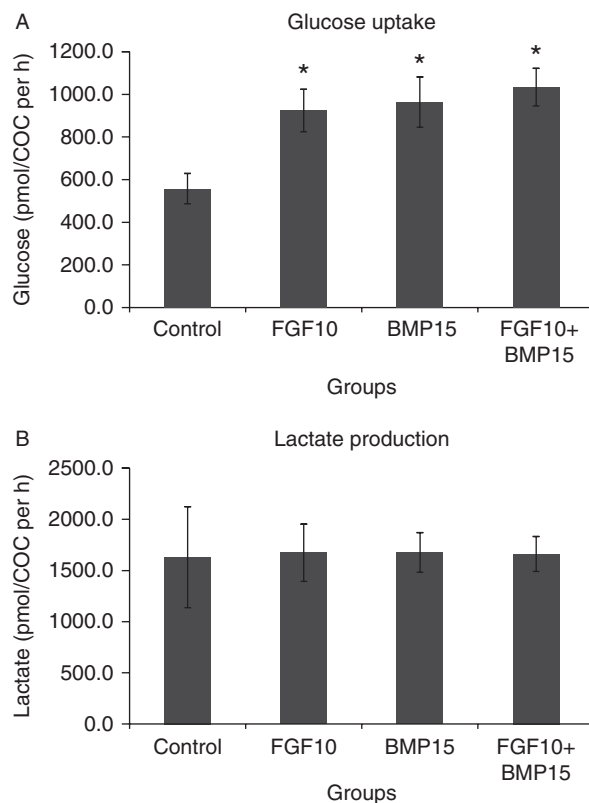 A
Glucose uptake
Glucose (pmol/COC per h)
1200.0
1000.0
800.0
600.0
400.0
200.0
0.0
* * *
Control FGF10 BMP15 FGF10+
BMP15
Groups
B
Lactate production
Lactate (pmol/COC per h)
2500.0
2000.0
1500.0
1000.0
500.0
0.0
Control FGF10 BMP15 FGF10+
BMP15
Groups